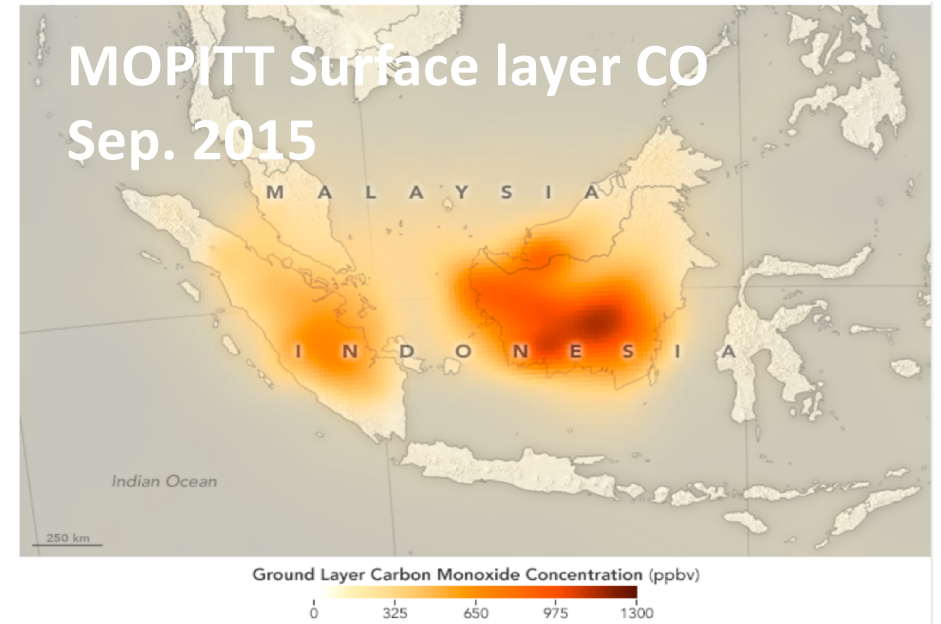 MOPITT Surface layer CO
Sep. 2015
MALAYSIA
INDONESIA
Indian Ocean
250 km
Ground Layer Carbon Monoxide Concentration (ppbv)
0 325 650 975 1300